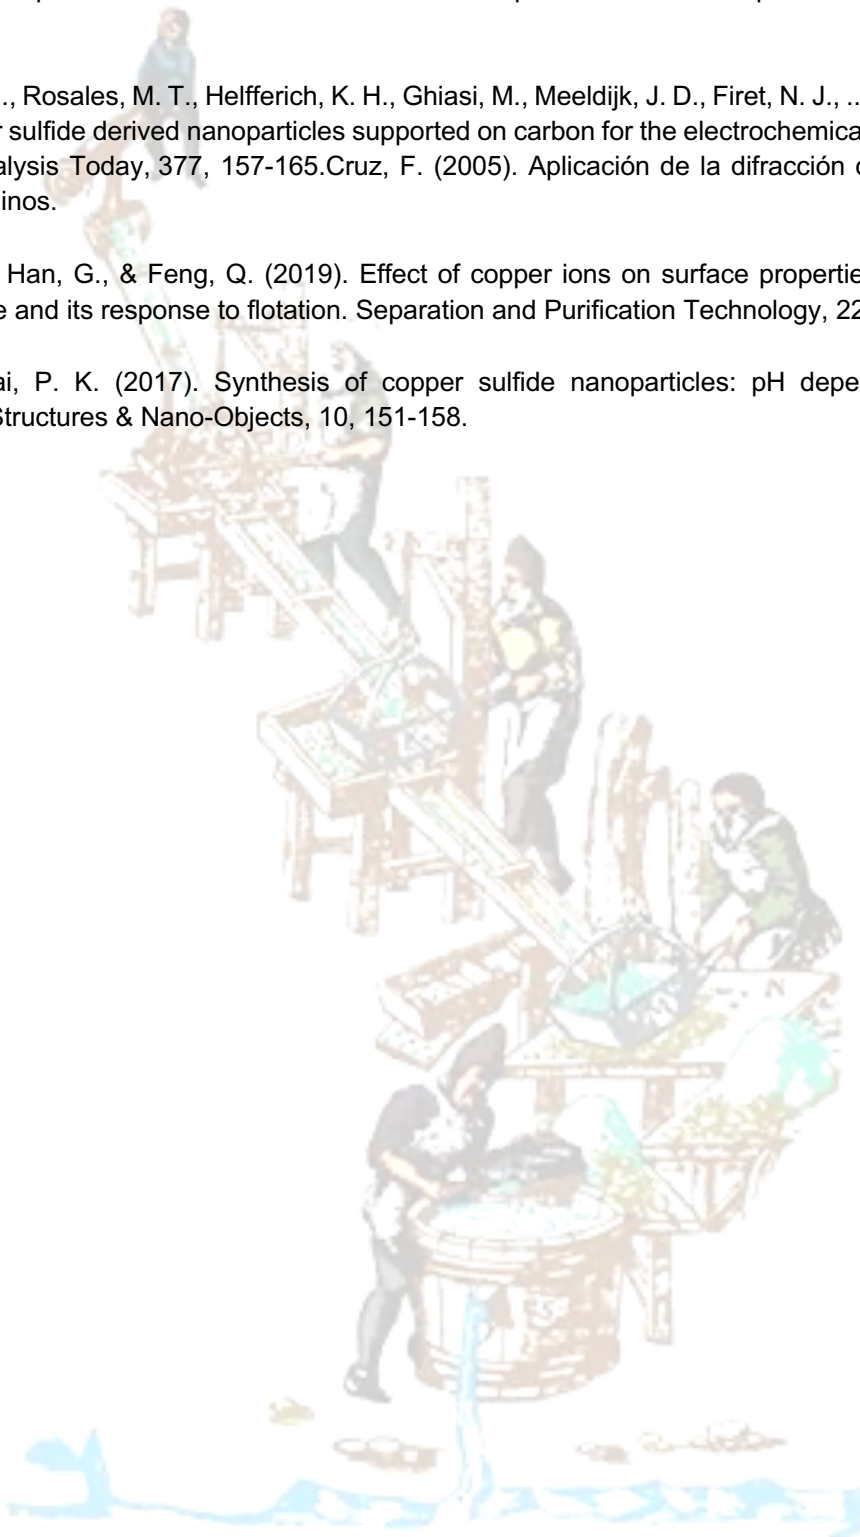 ., Rosales, M. T., Helfferich, K. H., Ghiasi, M., Meeldijk, J. D., Firet, N. J., ..
sulfide derived nanoparticles supported on carbon for the electrochemica
alysis Today, 377, 157-165.Cruz, F. (2005). Aplicación de la difracción
inos.
Han, G., & Feng, Q. (2019). Effect of copper ions on surface propertie
e and its response to flotation. Separation and Purification Technology, 22
ai, P. K. (2017). Synthesis of copper sulfide nanoparticles: pH depe
Structures & Nano-Objects, 10, 151-158.